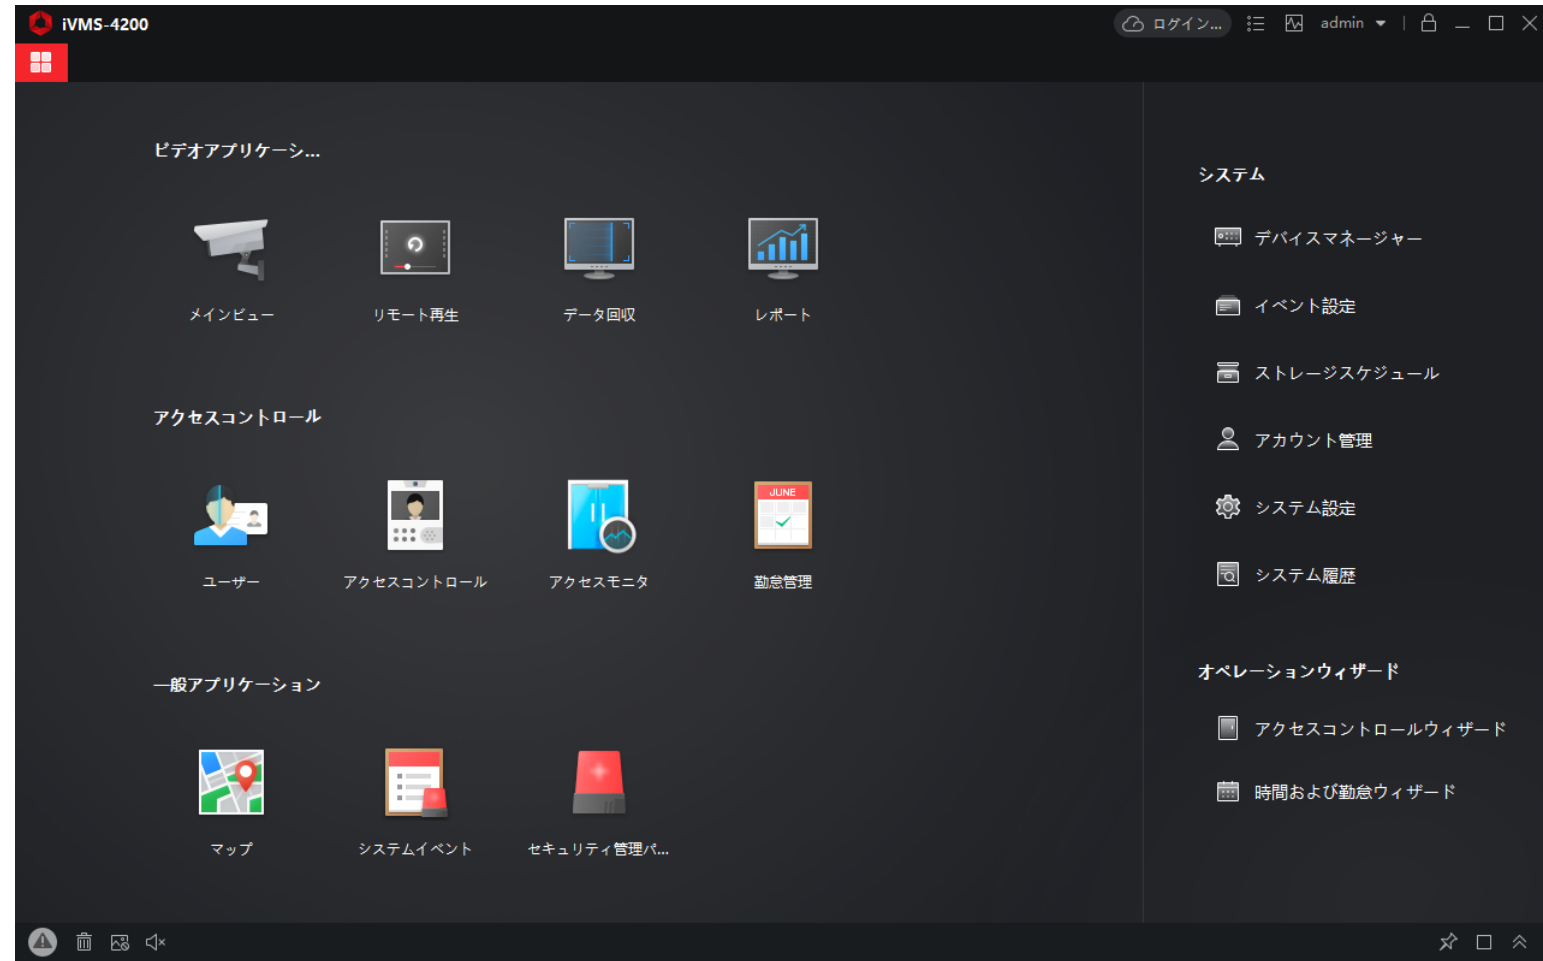 iVMS-4200
ログイン...
admin
ビデオアプリケーシ...
メインビュー
リモート再生
データ回収
レポート
アクセスコントロール
JUNE
ユーザー
アクセスコントロール
アクセスモニタ
勤怠管理
一般アプリケーション
マップ
システムイベント
セキュリティ管理パ...
システム
デバイスマネージャー
イベント設定
ストレージスケジュール
アカウント管理
システム設定
システム履歴
オペレーションウィザード
アクセスコントロールウィザード
時間および勤怠ウィザード